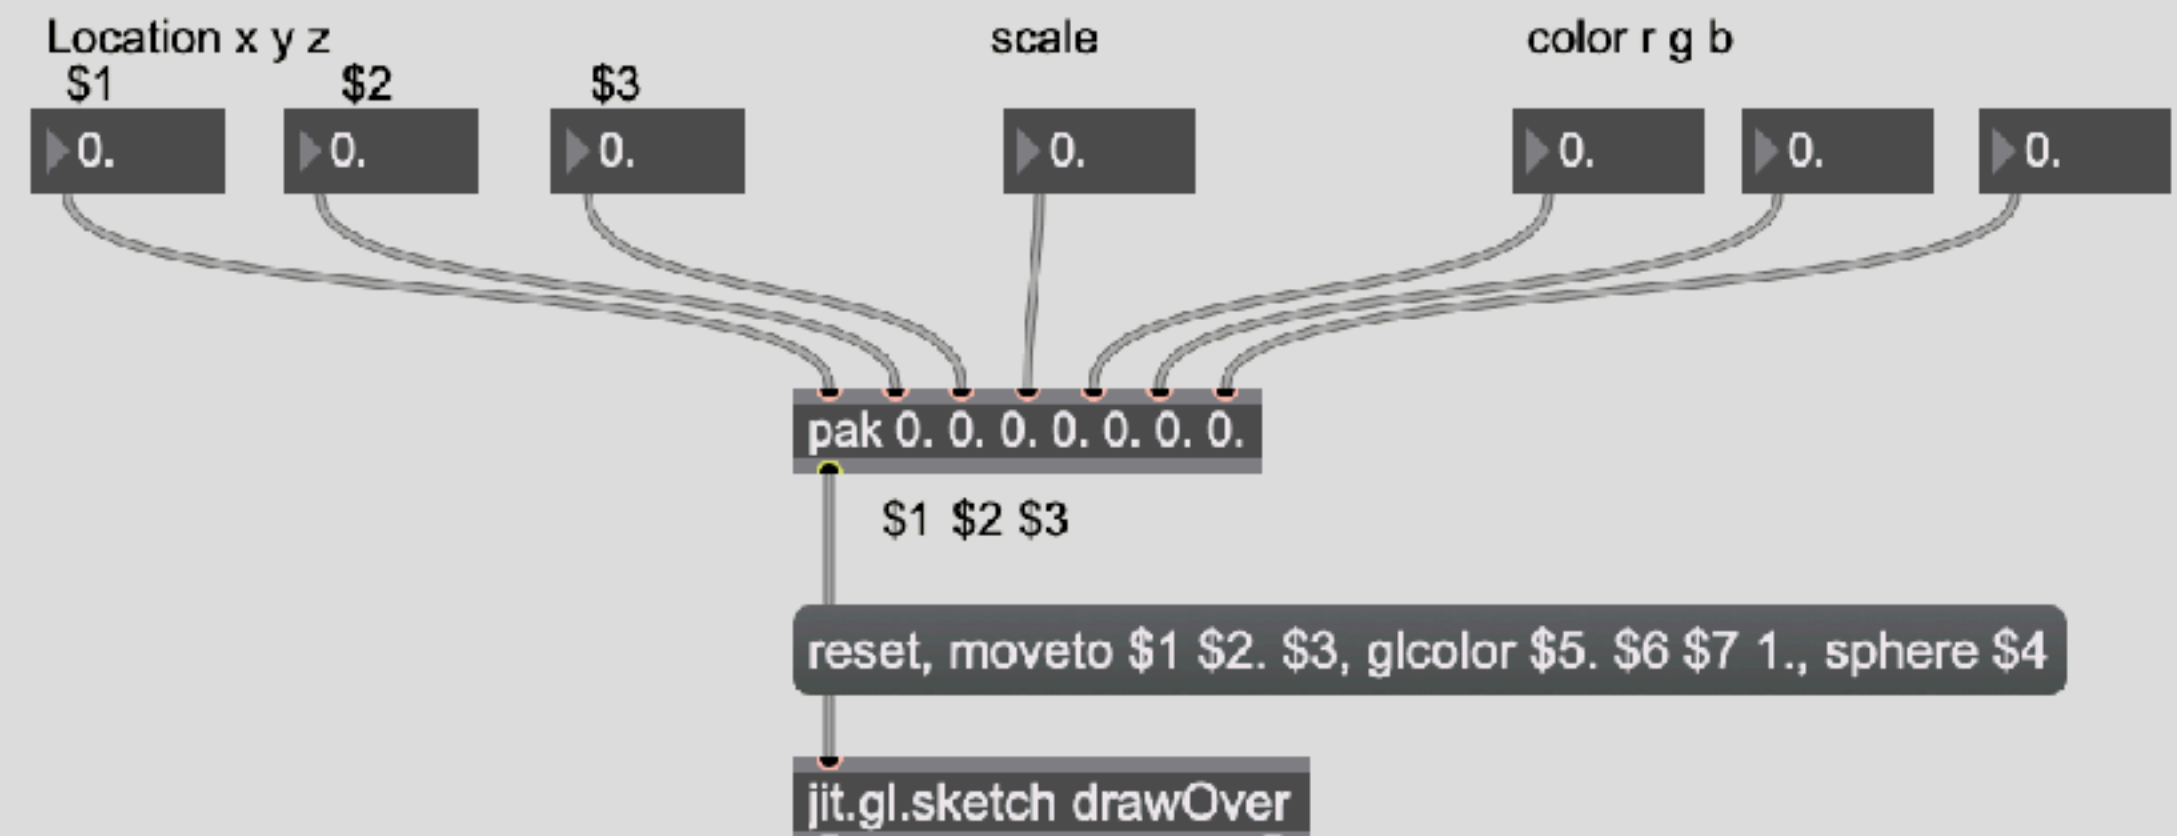 Location x y z scale color r g b
$1 $2 $3
0. 0. 0. 0. 0. 0. 0.
pak 0. 0. 0. 0. 0. 0. 0.
$1 $2 $3
reset, moveto $1 $2. $3, glcolor $5. $6 $7 1., sphere $4
jit.gl.sketch drawOver